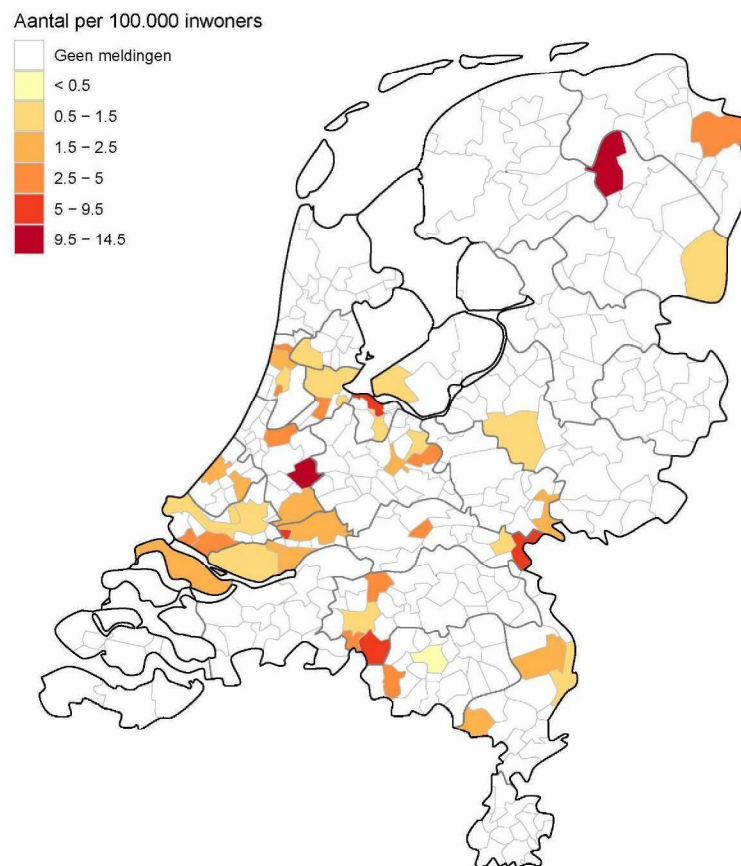 Aantal per 100.000 inwoners
Geen meldingen
< 0.5
0.5 – 1.5
1.5 – 2.5
2.5 – 5
5 – 9.5
9.5 – 14.5